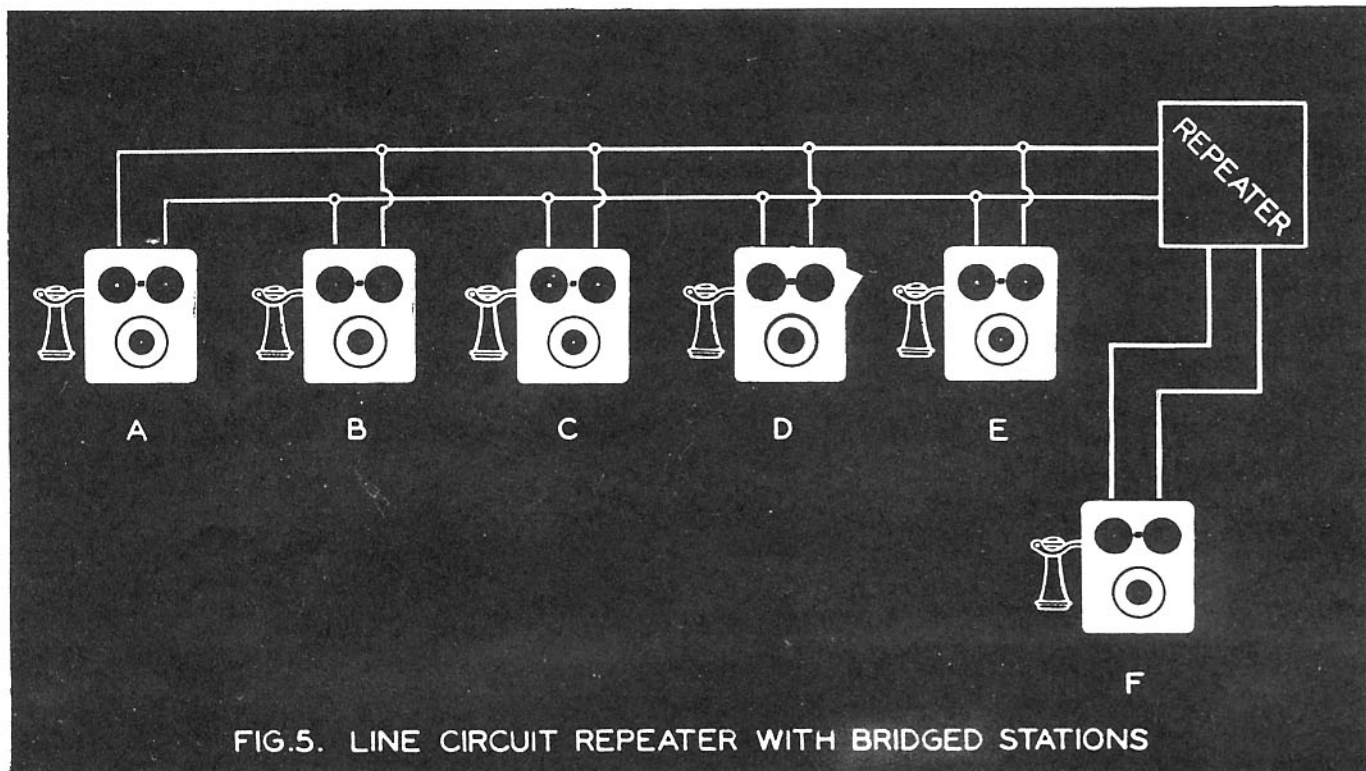 REPEATER
A B C D E
F
FIG.5. LINE CIRCUIT REPEATER WITH BRIDGED STATIONS